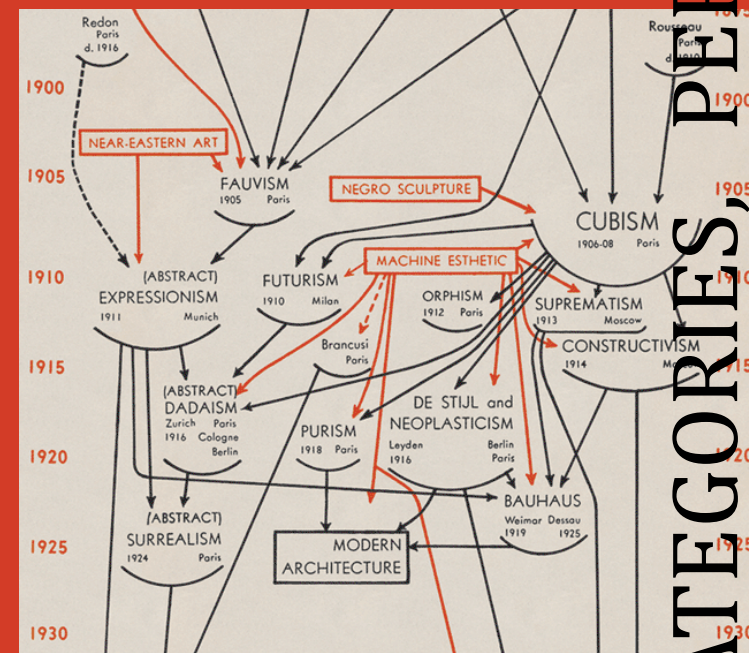 Redon
Paris
d. 1916
Rousseau
Paris
1900
1900
NEAR-EASTERN ART
1905
FAUVISM
1905 Paris
NEGRO SCULPTURE
1905
CUBISM
1906-08 Paris
MACHINE ESTHETIC
1910
1910
(ABSTRACT)
EXPRESSIONISM
1911 Munich
FUTURISM
1910 Milan
ORPHISM
1912 Paris
SUPREMATISM
1913 Moscow
Brancusi
Paris
CONSTRUCTIVISM
1914
1915
1915
(ABSTRACT)
DADAISM
Zurich Paris
1916 Cologne
Berlin
PURISM
1918 Paris
DE STIJL and
NEOPLASTICISM
Leyden Berlin
1916 Paris
1920
1920
BAUHAUS
Weimar Dessau
1919 1925
(ABSTRACT)
SURREALISM
1924 Paris
MODERN
ARCHITECTURE
1925
1925
1930
1930
ATEGORIES, PE